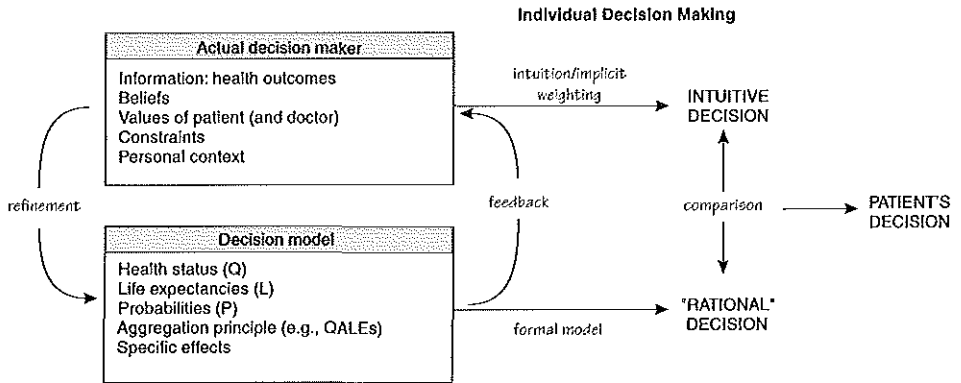 Individual Decision Making
Actual decision maker
Information: health outcomes
Beliefs
Values of patient (and doctor)
Constraints
Personal context
intuition/implicit
weighting
INTUITIVE
DECISION
refinement
feedback
comparison
PATIENT'S
DECISION
Decision model
Health status (Q)
Life expectancies (L)
Probabilities (P)
Aggregation principle (e.g., QALEs)
Specific effects
formal model
"RATIONAL"
DECISION